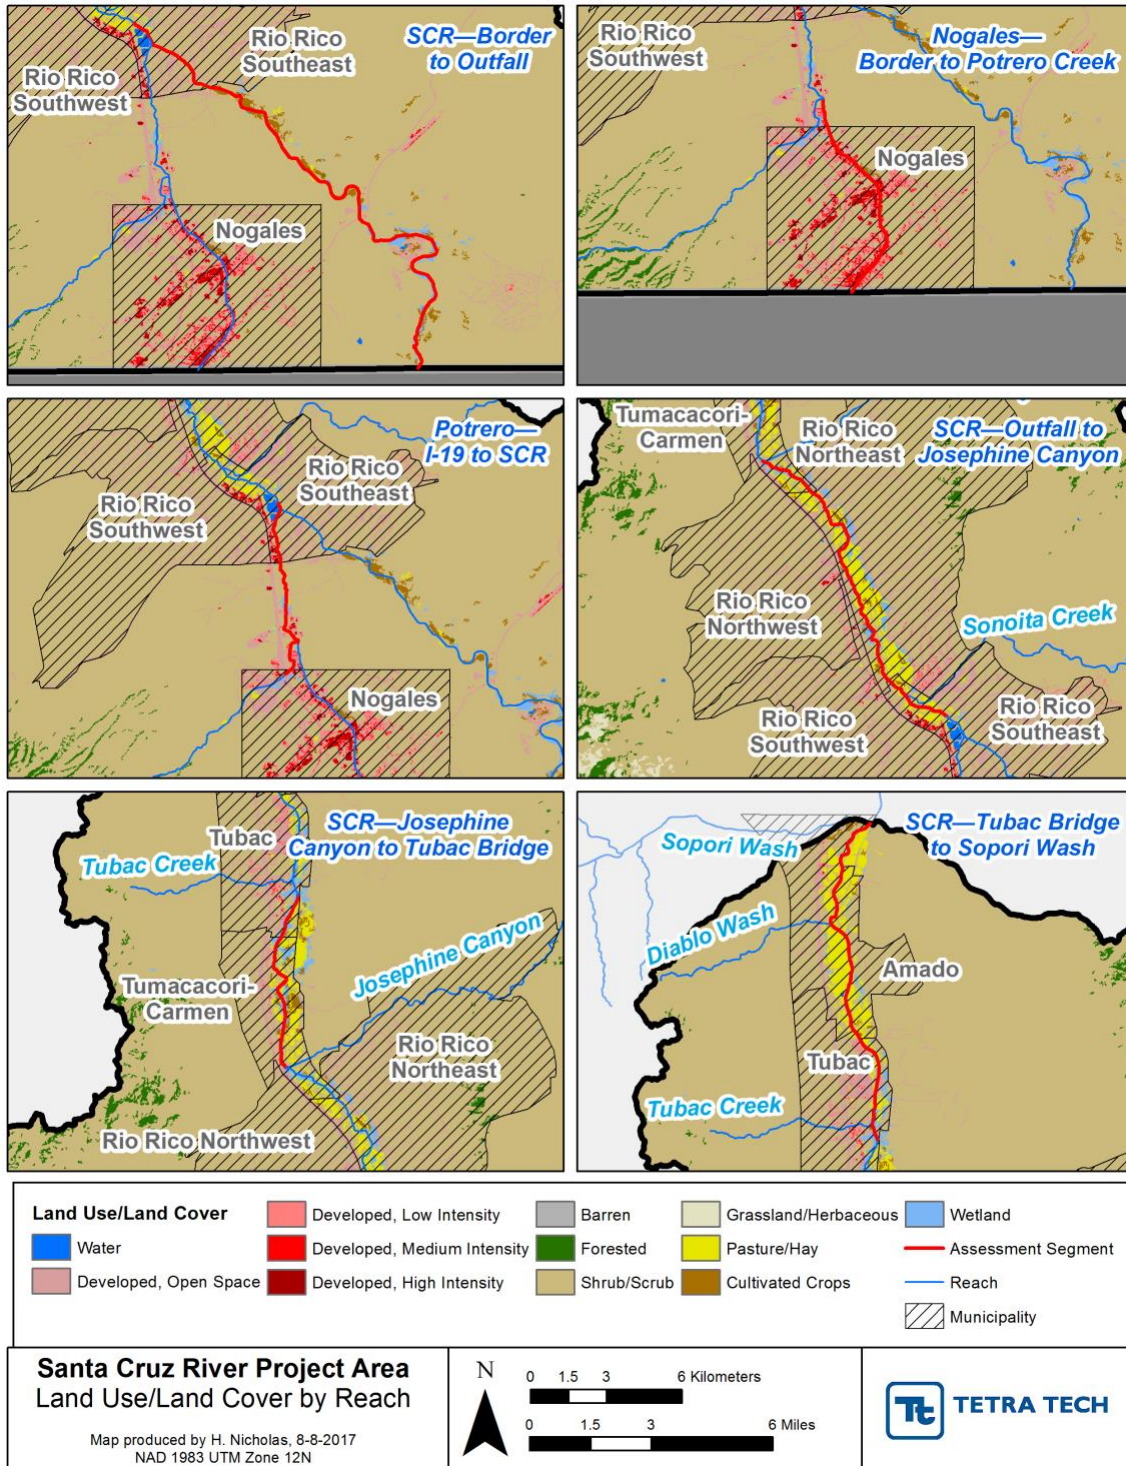 SCR—Border
to Outfall
Rio Rico
Southeast
Rio Rico
Southwest
Nogales
Nogales—
Border to Potrero Creek
Rio Rico
Southwest
Nogales
Potrero—
I-19 to SCR
Rio Rico
Southeast
Rio Rico
Southwest
Nogales
SCR—Outfall to
Josephine Canyon
Tumacacori-
Carmen
Rio Rico
Northeast
Rio Rico
Northwest
Sonoita Creek
Rio Rico
Southwest
Rio Rico
Southeast
SCR—Josephine
Canyon to Tubac Bridge
Tubac
Tubac Creek
Josephine Canyon
Tumacacori-
Carmen
Rio Rico
Northeast
Rio Rico Northwest
SCR—Tubac Bridge
to Sopori Wash
Sopori Wash
Diablo Wash
Amado
Tubac
Tubac Creek
Land Use/Land Cover
Water
Developed, Open Space
Developed, Low Intensity
Developed, Medium Intensity
Developed, High Intensity
Barren
Forested
Shrub/Scrub
Grassland/Herbaceous
Pasture/Hay
Cultivated Crops
Wetland
Assessment Segment
Reach
Municipality
Santa Cruz River Project Area
Land Use/Land Cover by Reach
Map produced by H. Nicholas, 8-8-2017
NAD 1983 UTM Zone 12N
N
0 1.5 3 6 Kilometers
0 1.5 3 6 Miles
Tt TETRA TECH